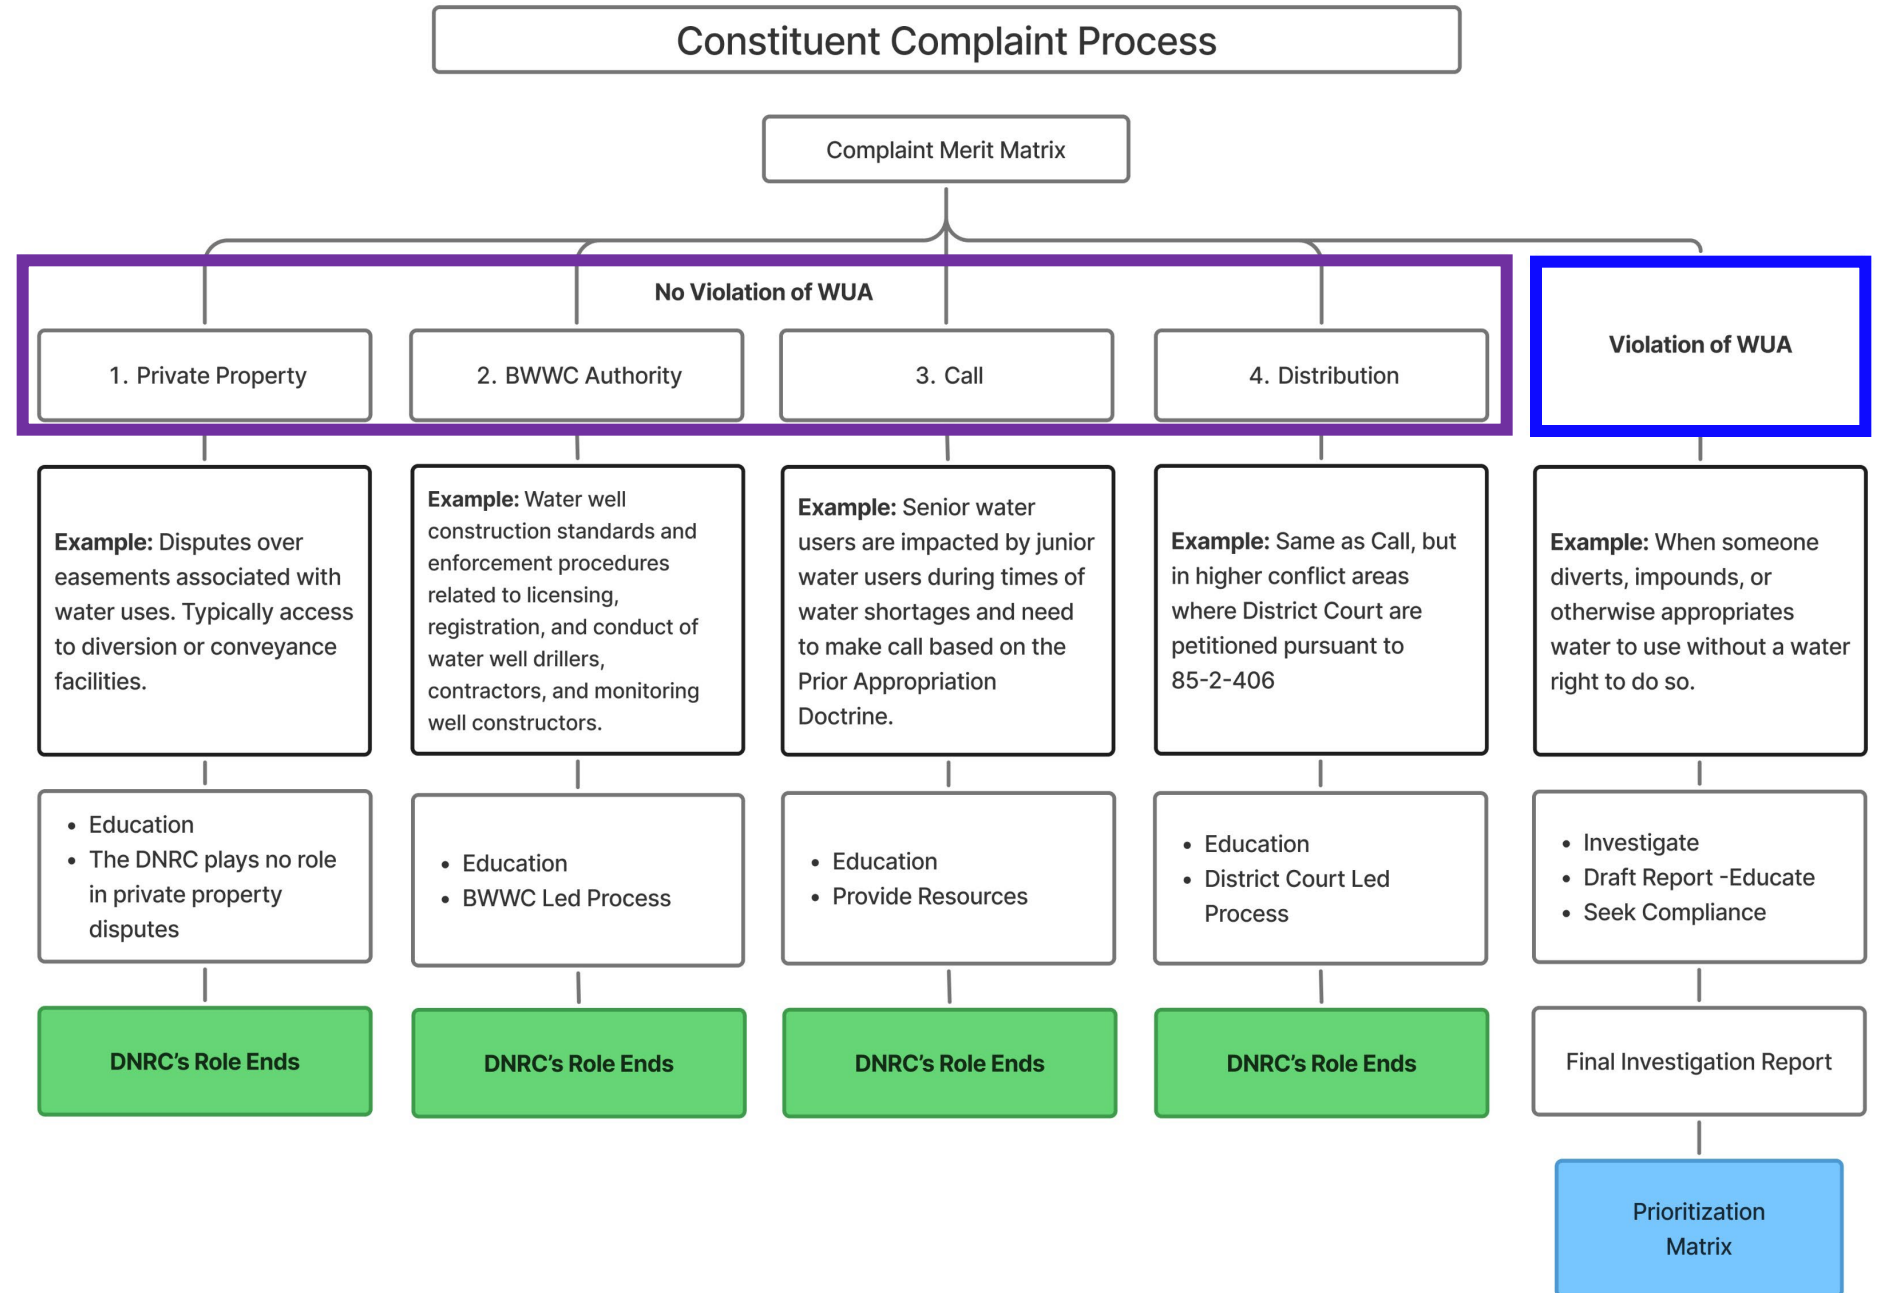 Constituent Complaint Process
Complaint Merit Matrix
No Violation of WUA
1. Private Property
2. BWWC Authority
3. Call
4. Distribution
Violation of WUA
Example: Disputes over
easements associated with
water uses. Typically access
to diversion or conveyance
facilities.
Example: Water well
construction standards and
enforcement procedures
related to licensing,
registration, and conduct of
water well drillers,
contractors, and monitoring
well constructors.
Example: Senior water
users are impacted by junior
water users during times of
water shortages and need
to make call based on the
Prior Appropriation
Doctrine.
Example: Same as Call, but
in higher conflict areas
where District Court are
petitioned pursuant to
85-2-406
Example: When someone
diverts, impounds, or
otherwise appropriates
water to use without a water
right to do so.
• Education
• The DNRC plays no role
in private property
disputes
• Education
• BWWC Led Process
• Education
• Provide Resources
• Education
• District Court Led
Process
• Investigate
• Draft Report -Educate
• Seek Compliance
DNRC’s Role Ends
DNRC’s Role Ends
DNRC’s Role Ends
DNRC’s Role Ends
Final Investigation Report
Prioritization
Matrix